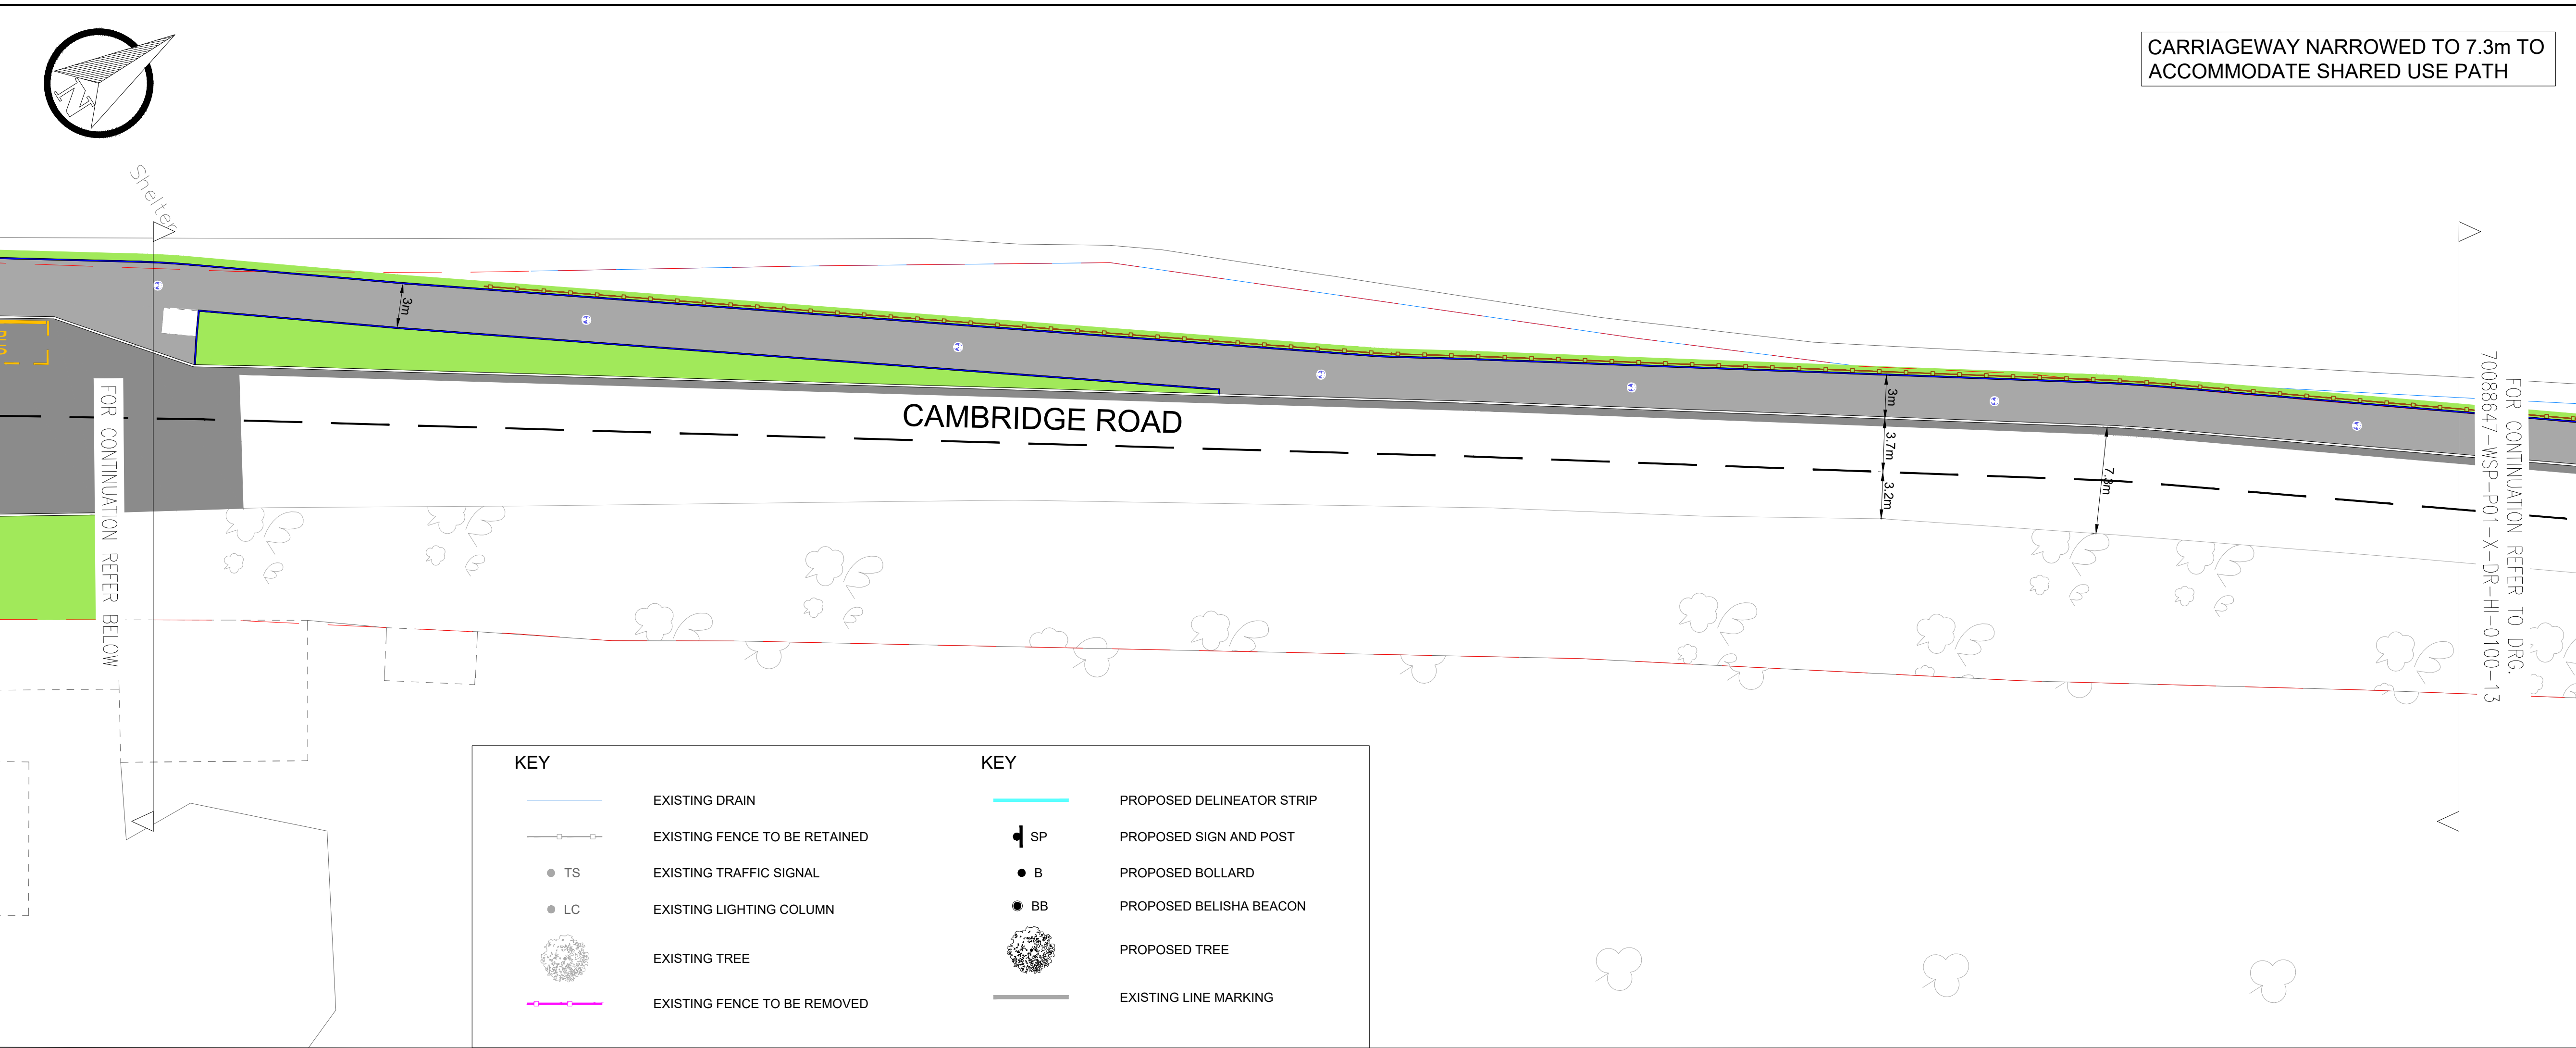 N
CARRIAGEWAY NARROWED TO 7.3m TO
ACCOMMODATE SHARED USE PATH
Shelter
3m
CAMBRIDGE ROAD
3m
3.7m
3.2m
7.3m
FOR CONTINUATION REFER BELOW
FOR CONTINUATION REFER TO DRG.
70088647-WSP-P01-X-DR-HI-0100-13
KEY
EXISTING DRAIN
EXISTING FENCE TO BE RETAINED
TS EXISTING TRAFFIC SIGNAL
LC EXISTING LIGHTING COLUMN
EXISTING TREE
EXISTING FENCE TO BE REMOVED
KEY
PROPOSED DELINEATOR STRIP
SP PROPOSED SIGN AND POST
B PROPOSED BOLLARD
BB PROPOSED BELISHA BEACON
PROPOSED TREE
EXISTING LINE MARKING